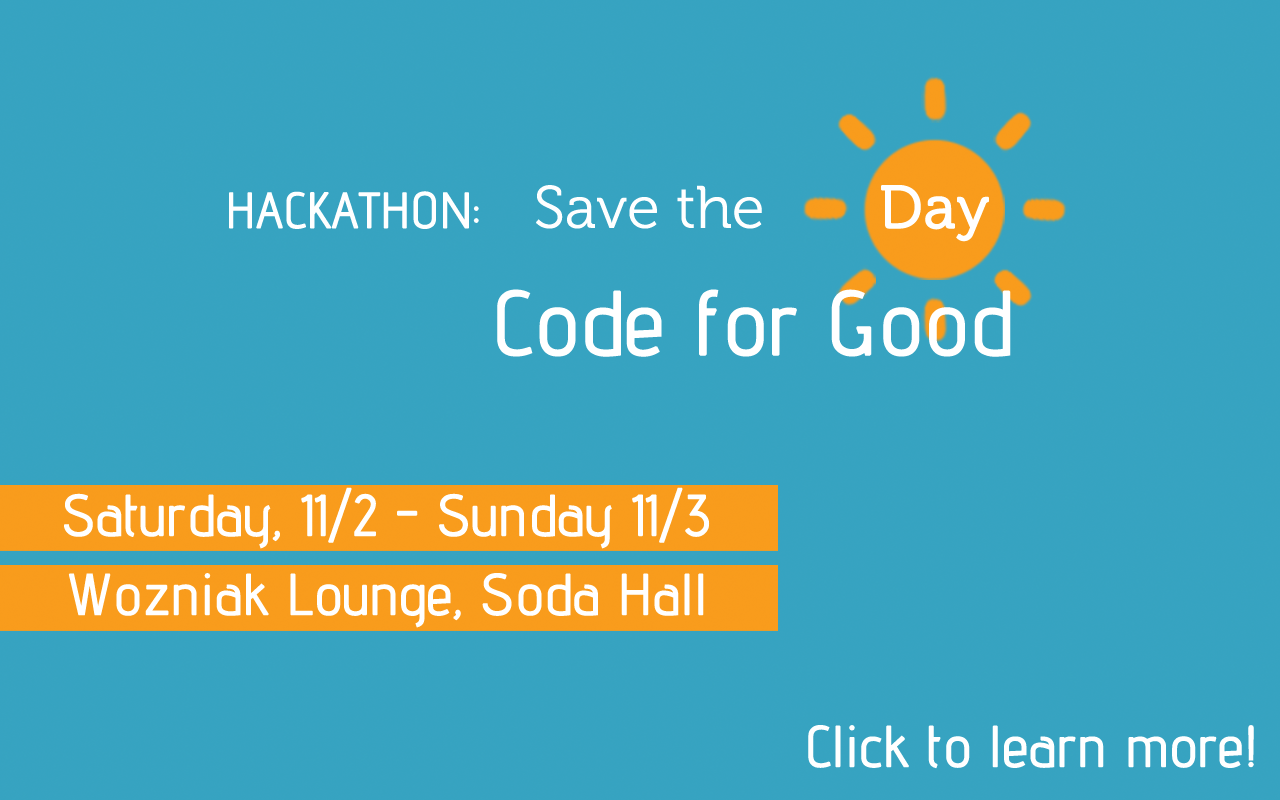 HACKATHON: Save the Day
Code for Good
Saturday, 11/2 - Sunday 11/3
Wozniak Lounge, Soda Hall
Click to learn more!